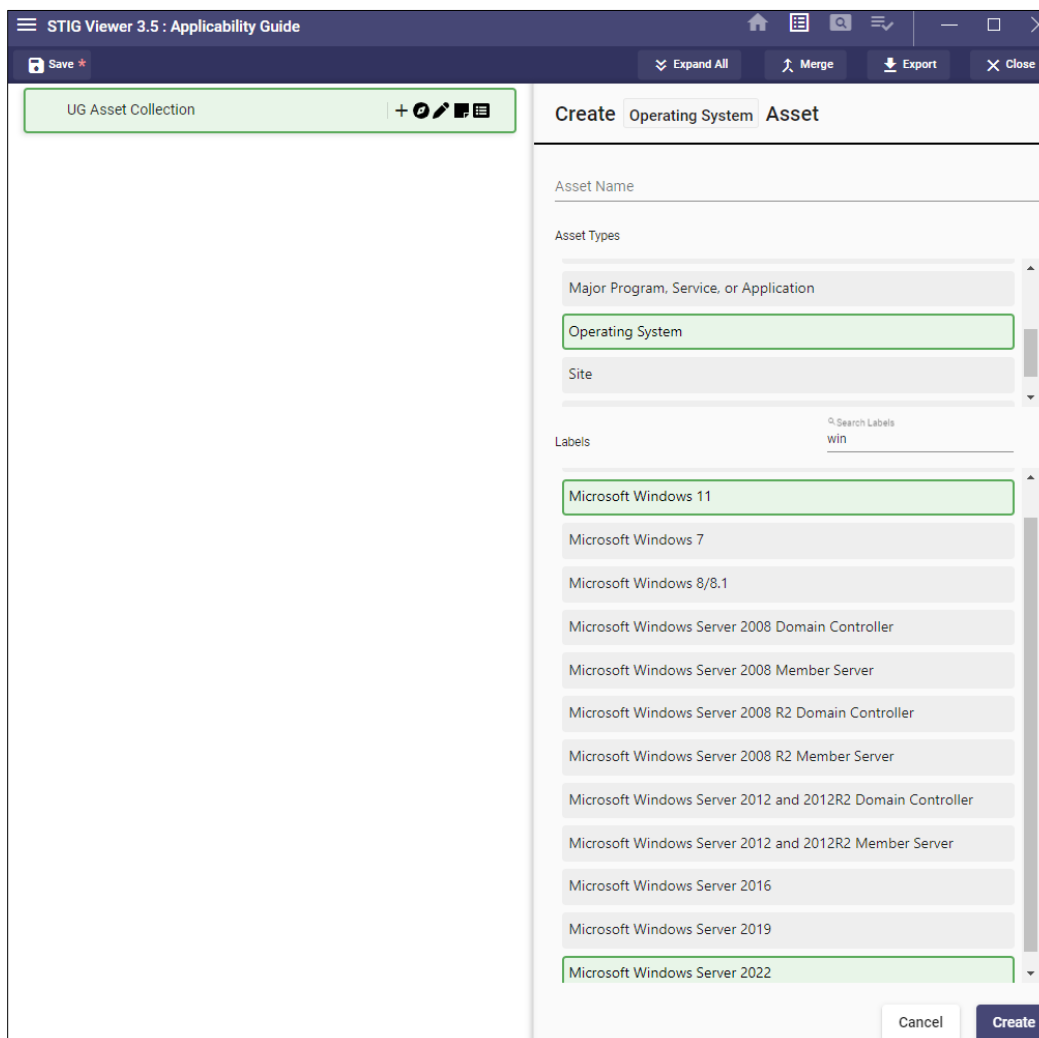 STIG Viewer 3.5 : Applicability Guide
Save *
Expand All
Merge
Export
Close
UG Asset Collection
Create Operating System Asset
Asset Name
Asset Types
Major Program, Service, or Application
Operating System
Site
Labels
Search Labels
win
Microsoft Windows 11
Microsoft Windows 7
Microsoft Windows 8/8.1
Microsoft Windows Server 2008 Domain Controller
Microsoft Windows Server 2008 Member Server
Microsoft Windows Server 2008 R2 Domain Controller
Microsoft Windows Server 2008 R2 Member Server
Microsoft Windows Server 2012 and 2012R2 Domain Controller
Microsoft Windows Server 2012 and 2012R2 Member Server
Microsoft Windows Server 2016
Microsoft Windows Server 2019
Microsoft Windows Server 2022
Cancel
Create